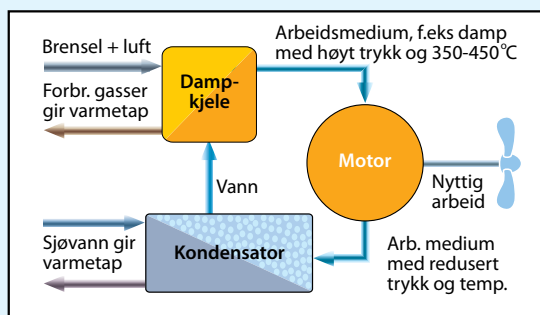 Brensel + luft
Forbr. gasser
gir varmetap
Damp-
kjele
Arbeidsmedium, f.eks damp
med høyt trykk og 350-450°C
Motor
Nyttig
arbeid
Vann
Sjøvann gir
varmetap
Kondensator
Arb. medium
med redusert
trykk og temp.